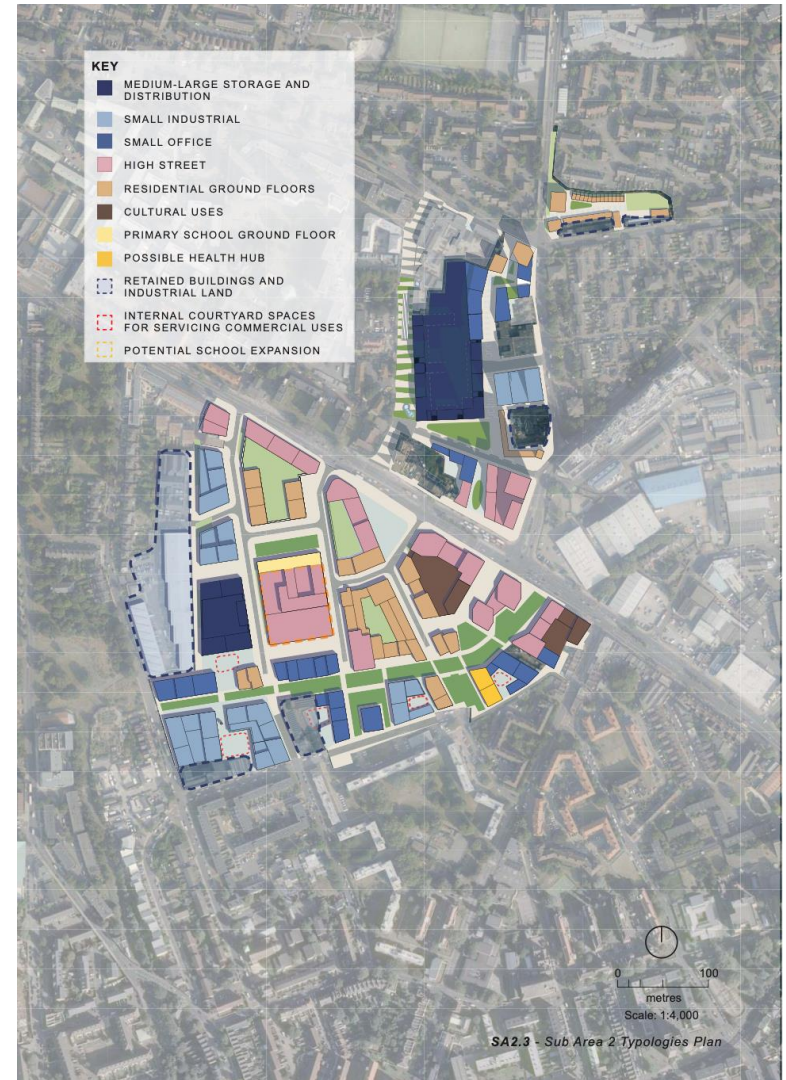 KEY
MEDIUM-LARGE STORAGE AND
DISTRIBUTION
SMALL INDUSTRIAL
SMALL OFFICE
HIGH STREET
RESIDENTIAL GROUND FLOORS
CULTURAL USES
PRIMARY SCHOOL GROUND FLOOR
POSSIBLE HEALTH HUB
RETAINED BUILDINGS AND
INDUSTRIAL LAND
INTERNAL COURTYARD SPACES
FOR SERVICING COMMERCIAL USES
POTENTIAL SCHOOL EXPANSION
0 100
metres
Scale: 1:4,000
SA2.3 - Sub Area 2 Typologies Plan